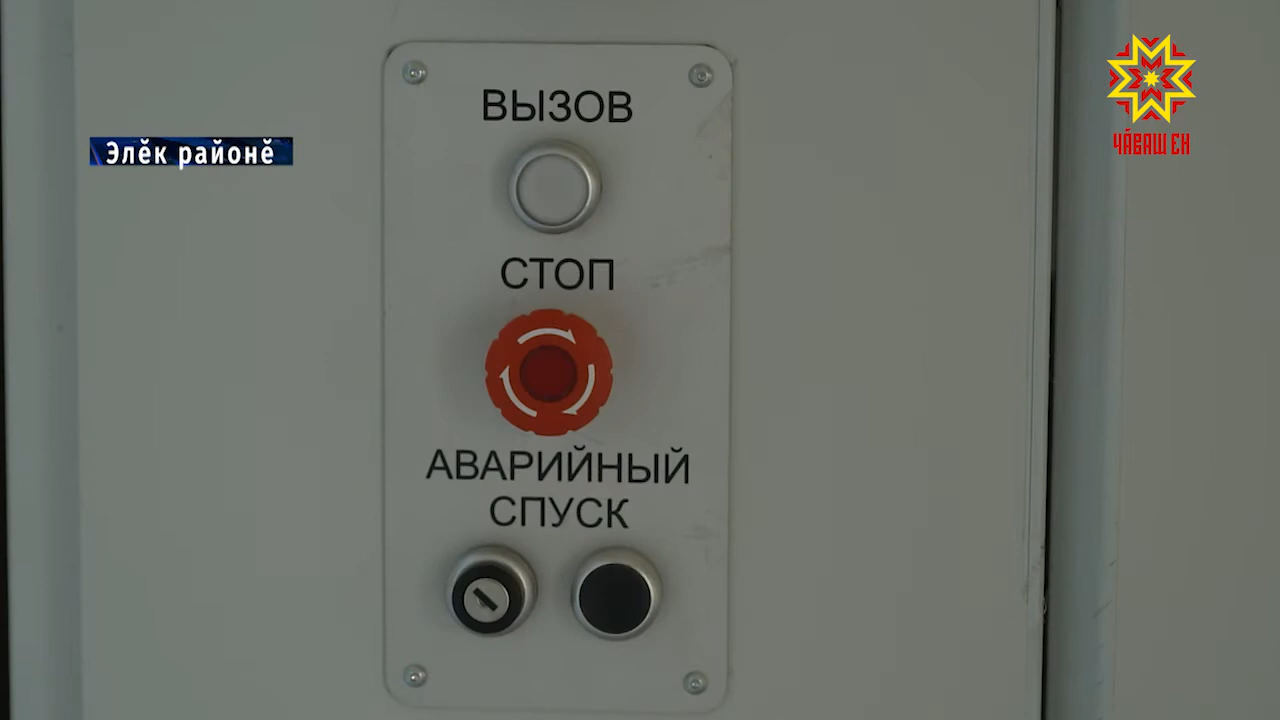 Элӗк районӗ
ЧӐВАШ ЕН
ВЫЗОВ
СТОП
АВАРИЙНЫЙ
СПУСК